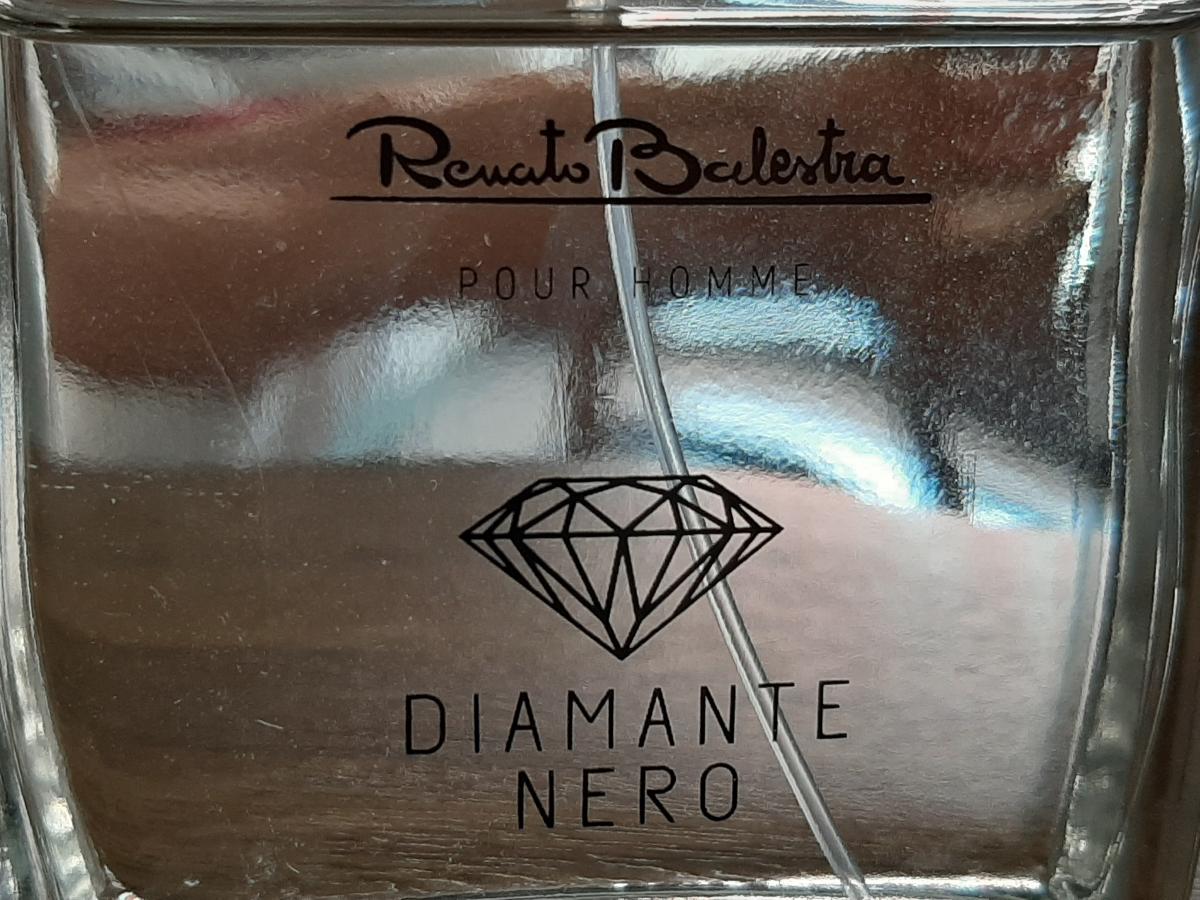 Renato Balestra
POUR HOMME
DIAMANTE
NERO